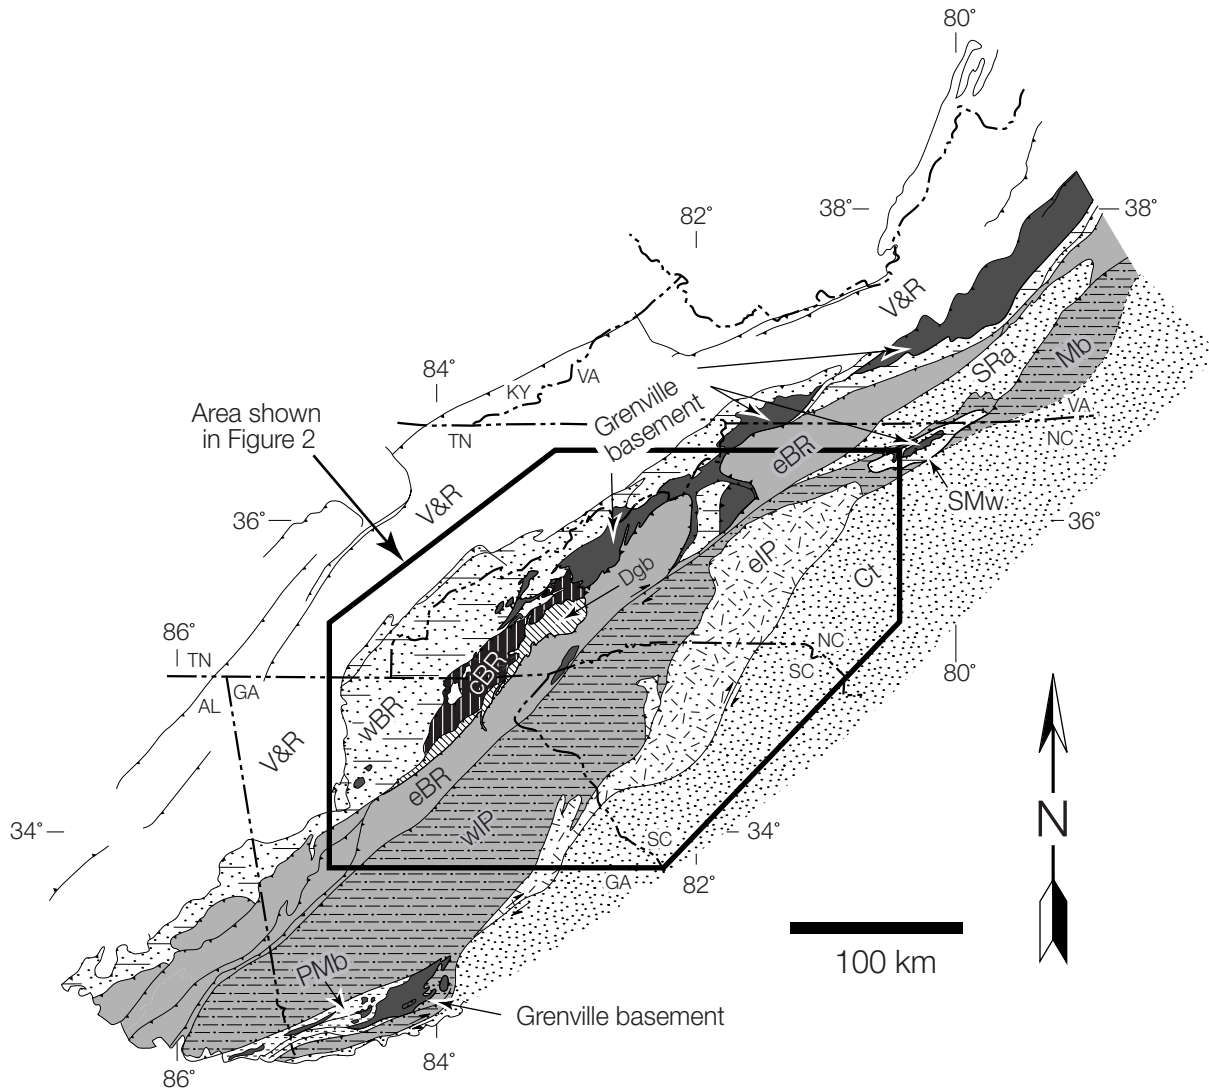 80°
82°
38°
38°
V&R
84°
KY
VA
SRa
Mb
Area shown
in Figure 2
Grenville
basement
TN
VA
NC
eBR
V&R
SMw
36°
36°
eIP
Dgb
Ct
86°
TN
NC
SC
80°
GA
AL
cBR
wBR
V&R
eBR
wIP
34°
34°
SC
GA
82°
N
100 km
PMb
Grenville basement
84°
86°